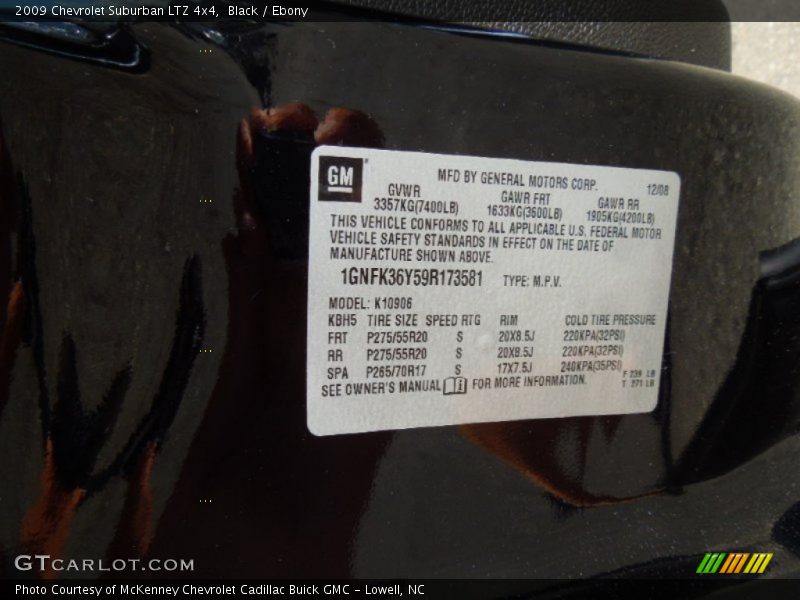 2009 Chevrolet Suburban LTZ 4x4, Black / Ebony
GM
MFD BY GENERAL MOTORS CORP. 12/08
GVWR GAWR FRT GAWR RR
3357KG(7400LB) 1633KG(3600LB) 1905KG(4200LB)
THIS VEHICLE CONFORMS TO ALL APPLICABLE U.S. FEDERAL MOTOR
VEHICLE SAFETY STANDARDS IN EFFECT ON THE DATE OF
MANUFACTURE SHOWN ABOVE.
1GNFK36Y59R173581 TYPE: M.P.V.
MODEL: K10906
KBH5 TIRE SIZE SPEED RTG RIM COLD TIRE PRESSURE
FRT P275/55R20 S 20X8.5J 220KPA(32PSI)
RR P275/55R20 S 20X8.5J 220KPA(32PSI)
SPA P265/70R17 S 17X7.5J 240KPA(35PSI)
SEE OWNER'S MANUAL FOR MORE INFORMATION.
F 239 LB
T 271 LB
GTCARLOT.COM
Photo Courtesy of McKenney Chevrolet Cadillac Buick GMC - Lowell, NC